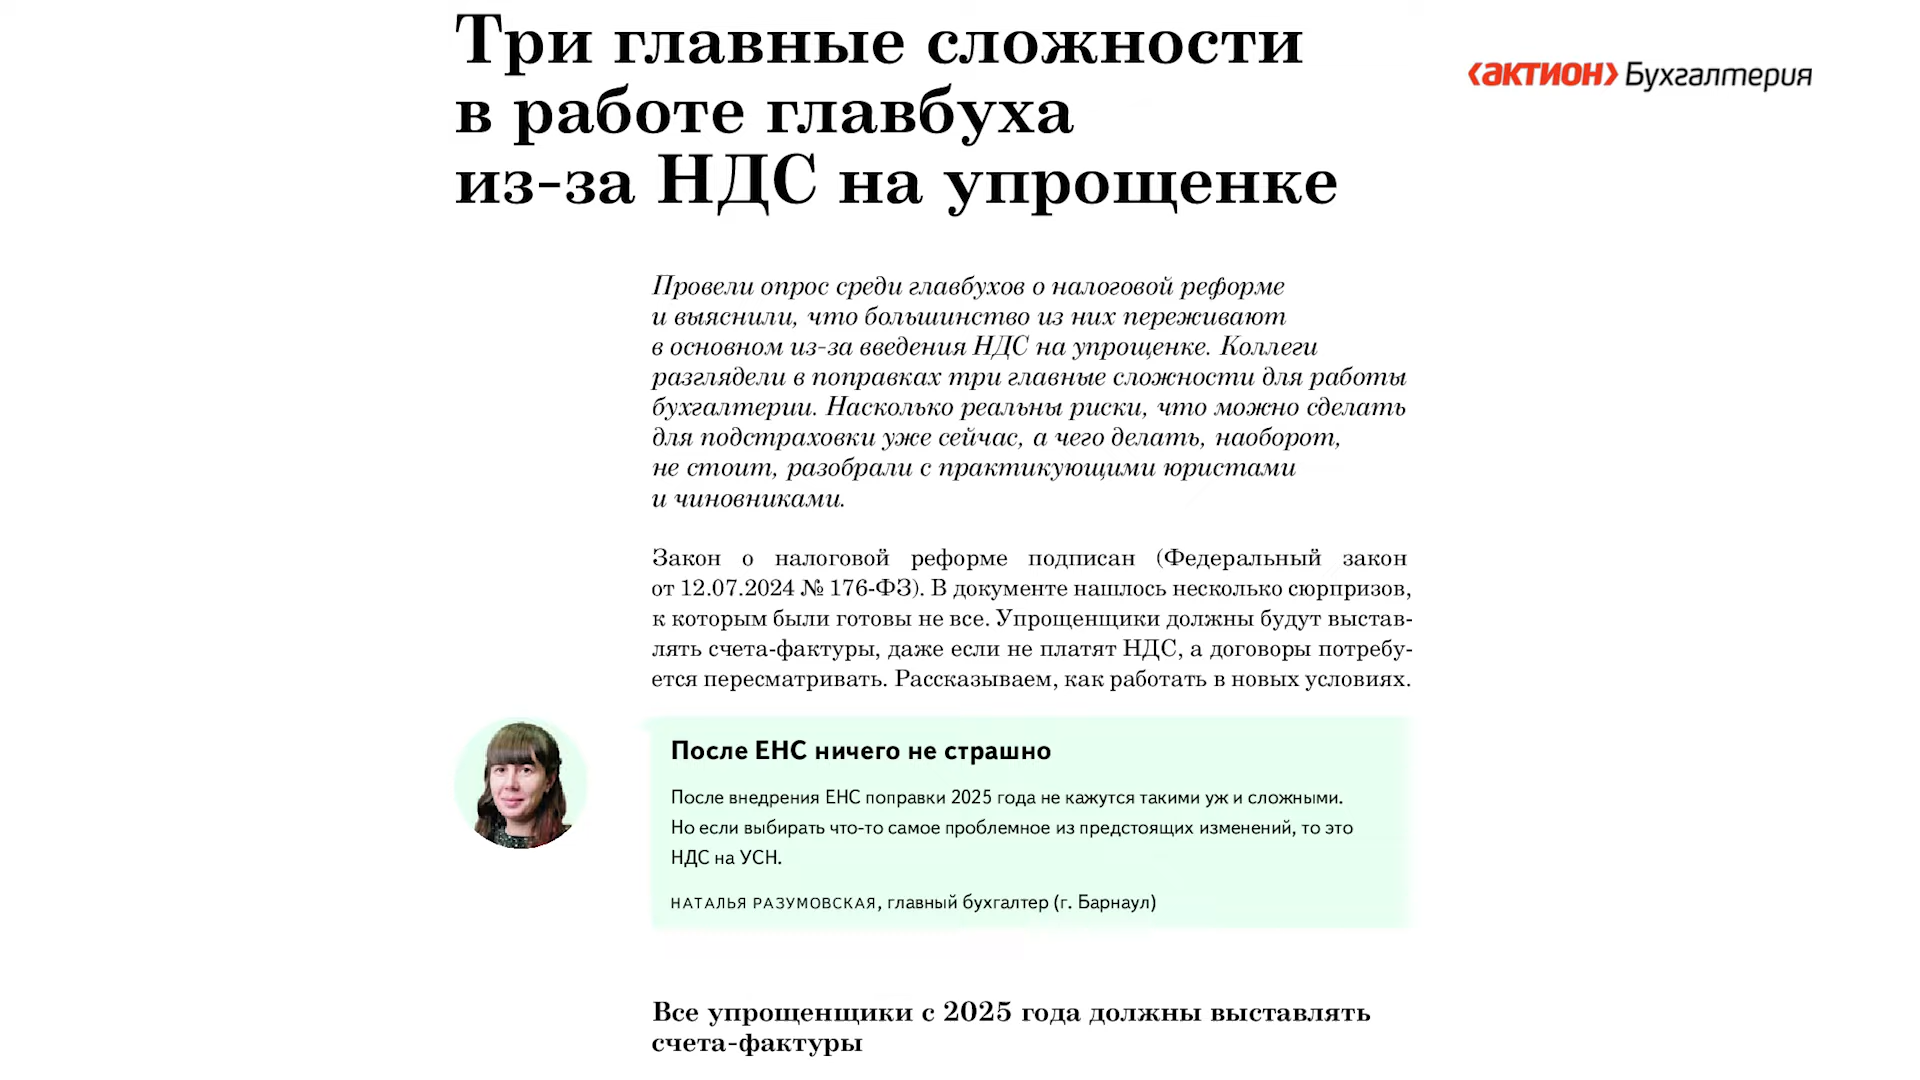 Три главные сложности
в работе главбуха
из-за НДС на упрощенке
‹актион› Бухгалтерия
Провели опрос среди главбухов о налоговой реформе
и выяснили, что большинство из них переживают
в основном из-за введения НДС на упрощенке. Коллеги
разглядели в поправках три главные сложности для работы
бухгалтерии. Насколько реальны риски, что можно сделать
для подстраховки уже сейчас, а чего делать, наоборот,
не стоит, разобрали с практикующими юристами
и чиновниками.
Закон о налоговой реформе подписан (Федеральный закон
от 12.07.2024 № 176-ФЗ). В документе нашлось несколько сюрпризов,
к которым были готовы не все. Упрощенщики должны будут выстав-
лять счета-фактуры, даже если не платят НДС, а договоры потребу-
ется пересматривать. Рассказываем, как работать в новых условиях.
После ЕНС ничего не страшно
После внедрения ЕНС поправки 2025 года не кажутся такими уж и сложными.
Но если выбирать что-то самое проблемное из предстоящих изменений, то это
НДС на УСН.
НАТАЛЬЯ РАЗУМОВСКАЯ, главный бухгалтер (г. Барнаул)
Все упрощенщики с 2025 года должны выставлять
счета-фактуры